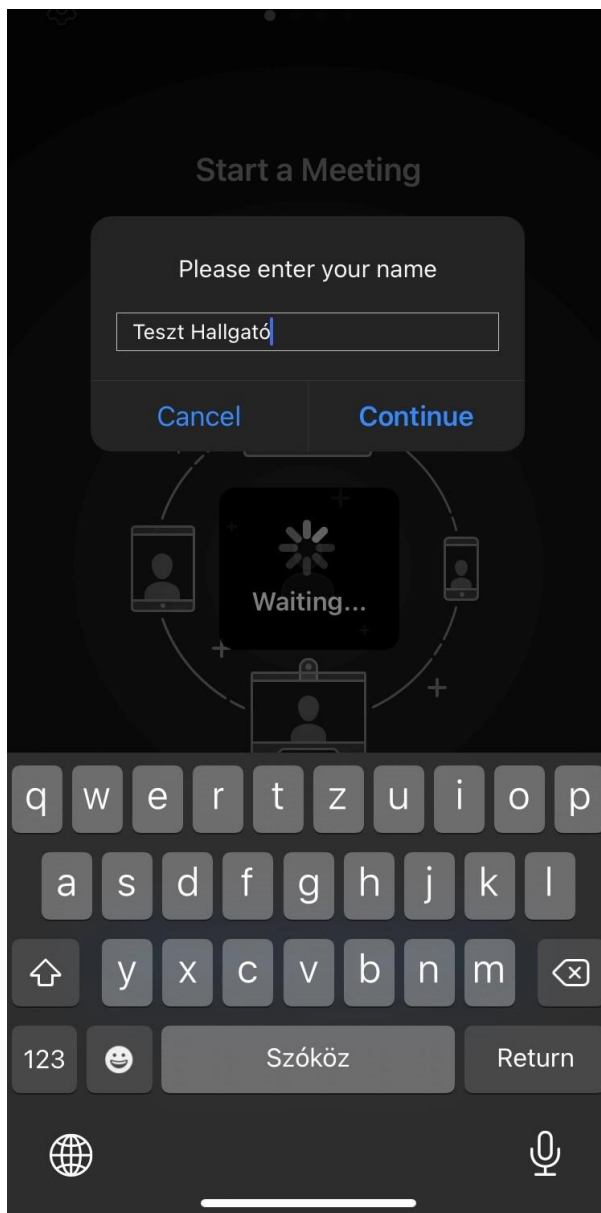 Start a Meeting
Please enter your name
Teszt Hallgató
Cancel Continue
Waiting...
q w e r t z u i o p
a s d f g h j k l
y x c v b n m
123 Szóköz Return